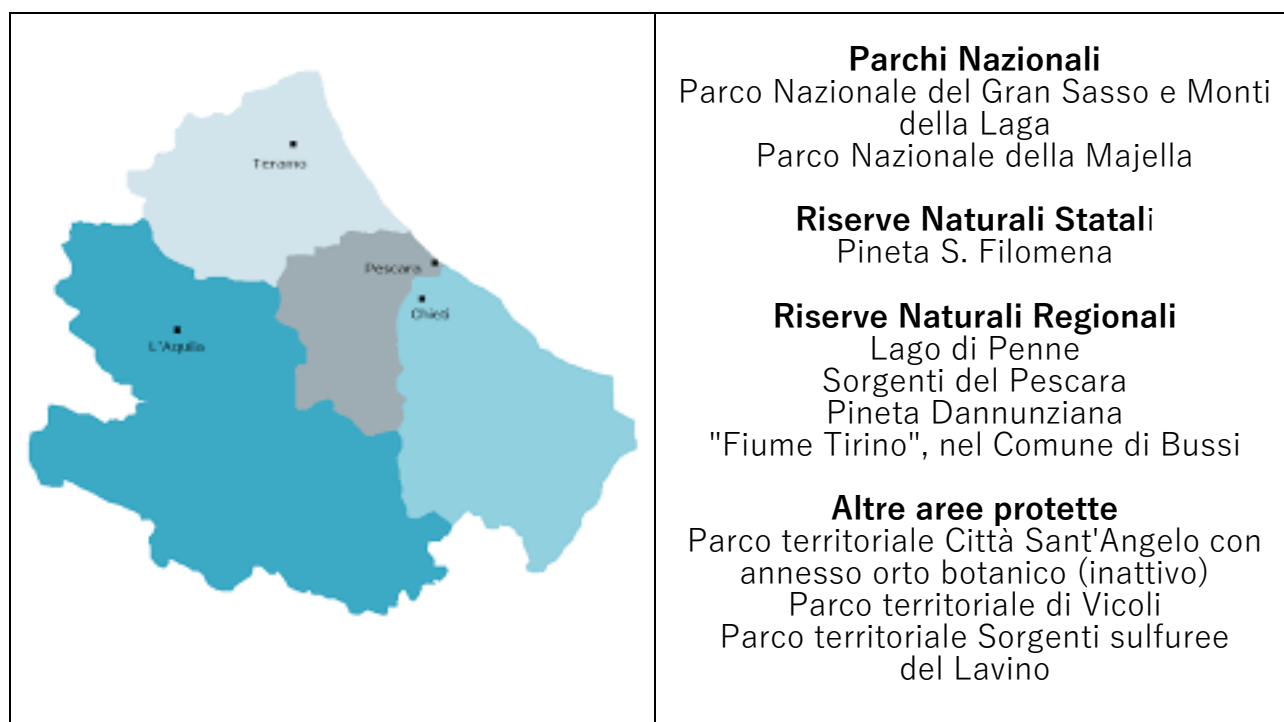 Teramo
Pescara
Chieti
L'Aquila
Parchi Nazionali
Parco Nazionale del Gran Sasso e Monti
della Laga
Parco Nazionale della Majella
Riserve Naturali Statali
Pineta S. Filomena
Riserve Naturali Regionali
Lago di Penne
Sorgenti del Pescara
Pineta Dannunziana
"Fiume Tirino", nel Comune di Bussi
Altre aree protette
Parco territoriale Città Sant'Angelo con
annesso orto botanico (inattivo)
Parco territoriale di Vicoli
Parco territoriale Sorgenti sulfuree
del Lavino